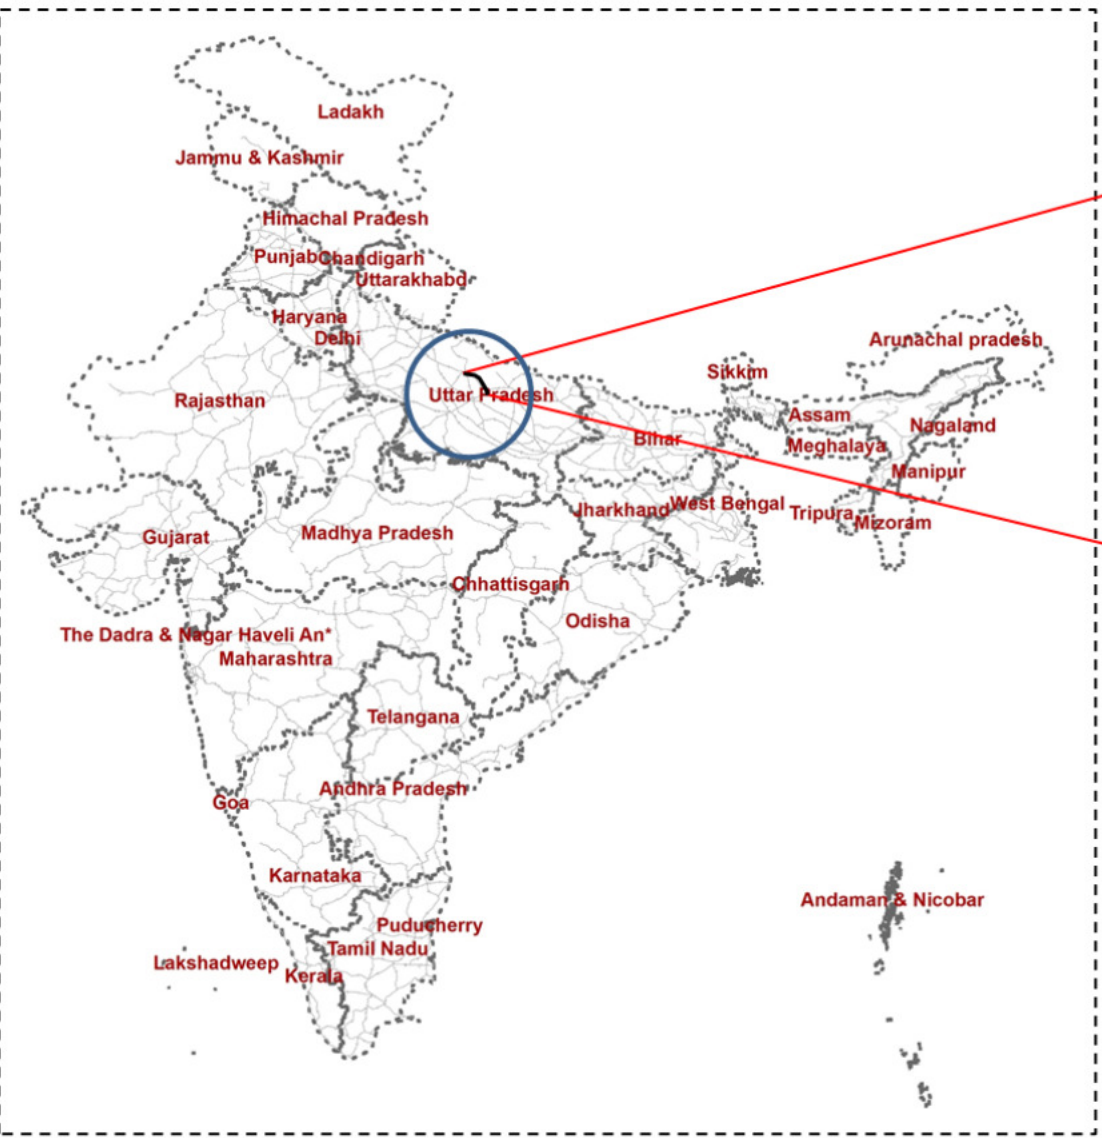 Ladakh
Jammu & Kashmir
Himachal Pradesh
Punjab
Chandigarh
Uttarakhabd
Haryana
Delhi
Arunachal pradesh
Sikkim
Uttar Pradesh
Rajasthan
Assam
Nagaland
Bihar
Meghalaya
Manipur
Jharkhand
West Bengal
Tripura
Mizoram
Madhya Pradesh
Gujarat
Chhattisgarh
Odisha
The Dadra & Nagar Haveli An*
Maharashtra
Telangana
Andhra Pradesh
Goa
Karnataka
Andaman & Nicobar
Puducherry
Tamil Nadu
Lakshadweep
Kerala